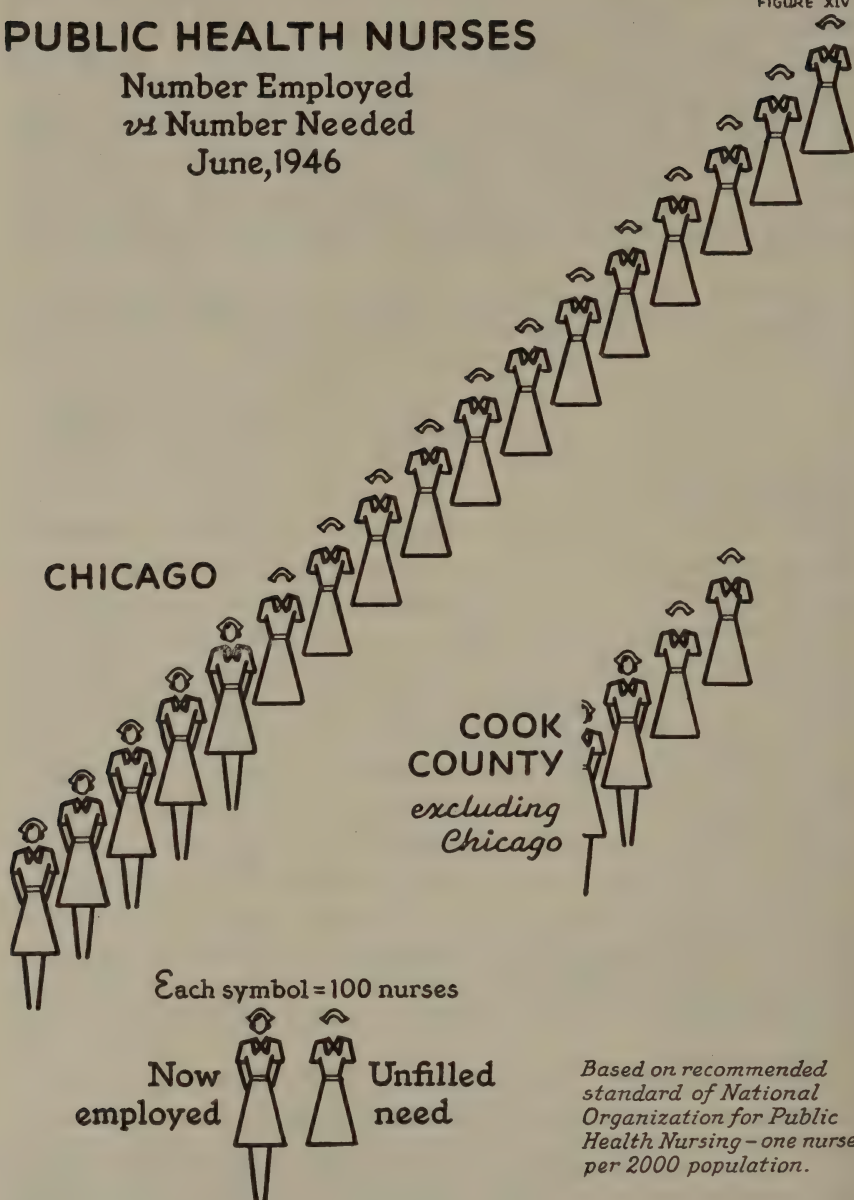 FIGURE XIV
PUBLIC HEALTH NURSES
Number Employed
vs Number Needed
June, 1946
CHICAGO
COOK
COUNTY
excluding
Chicago
Each symbol = 100 nurses
Now
employed
Unfilled
need
Based on recommended
standard of National
Organization for Public
Health Nursing – one nurse
per 2000 population.